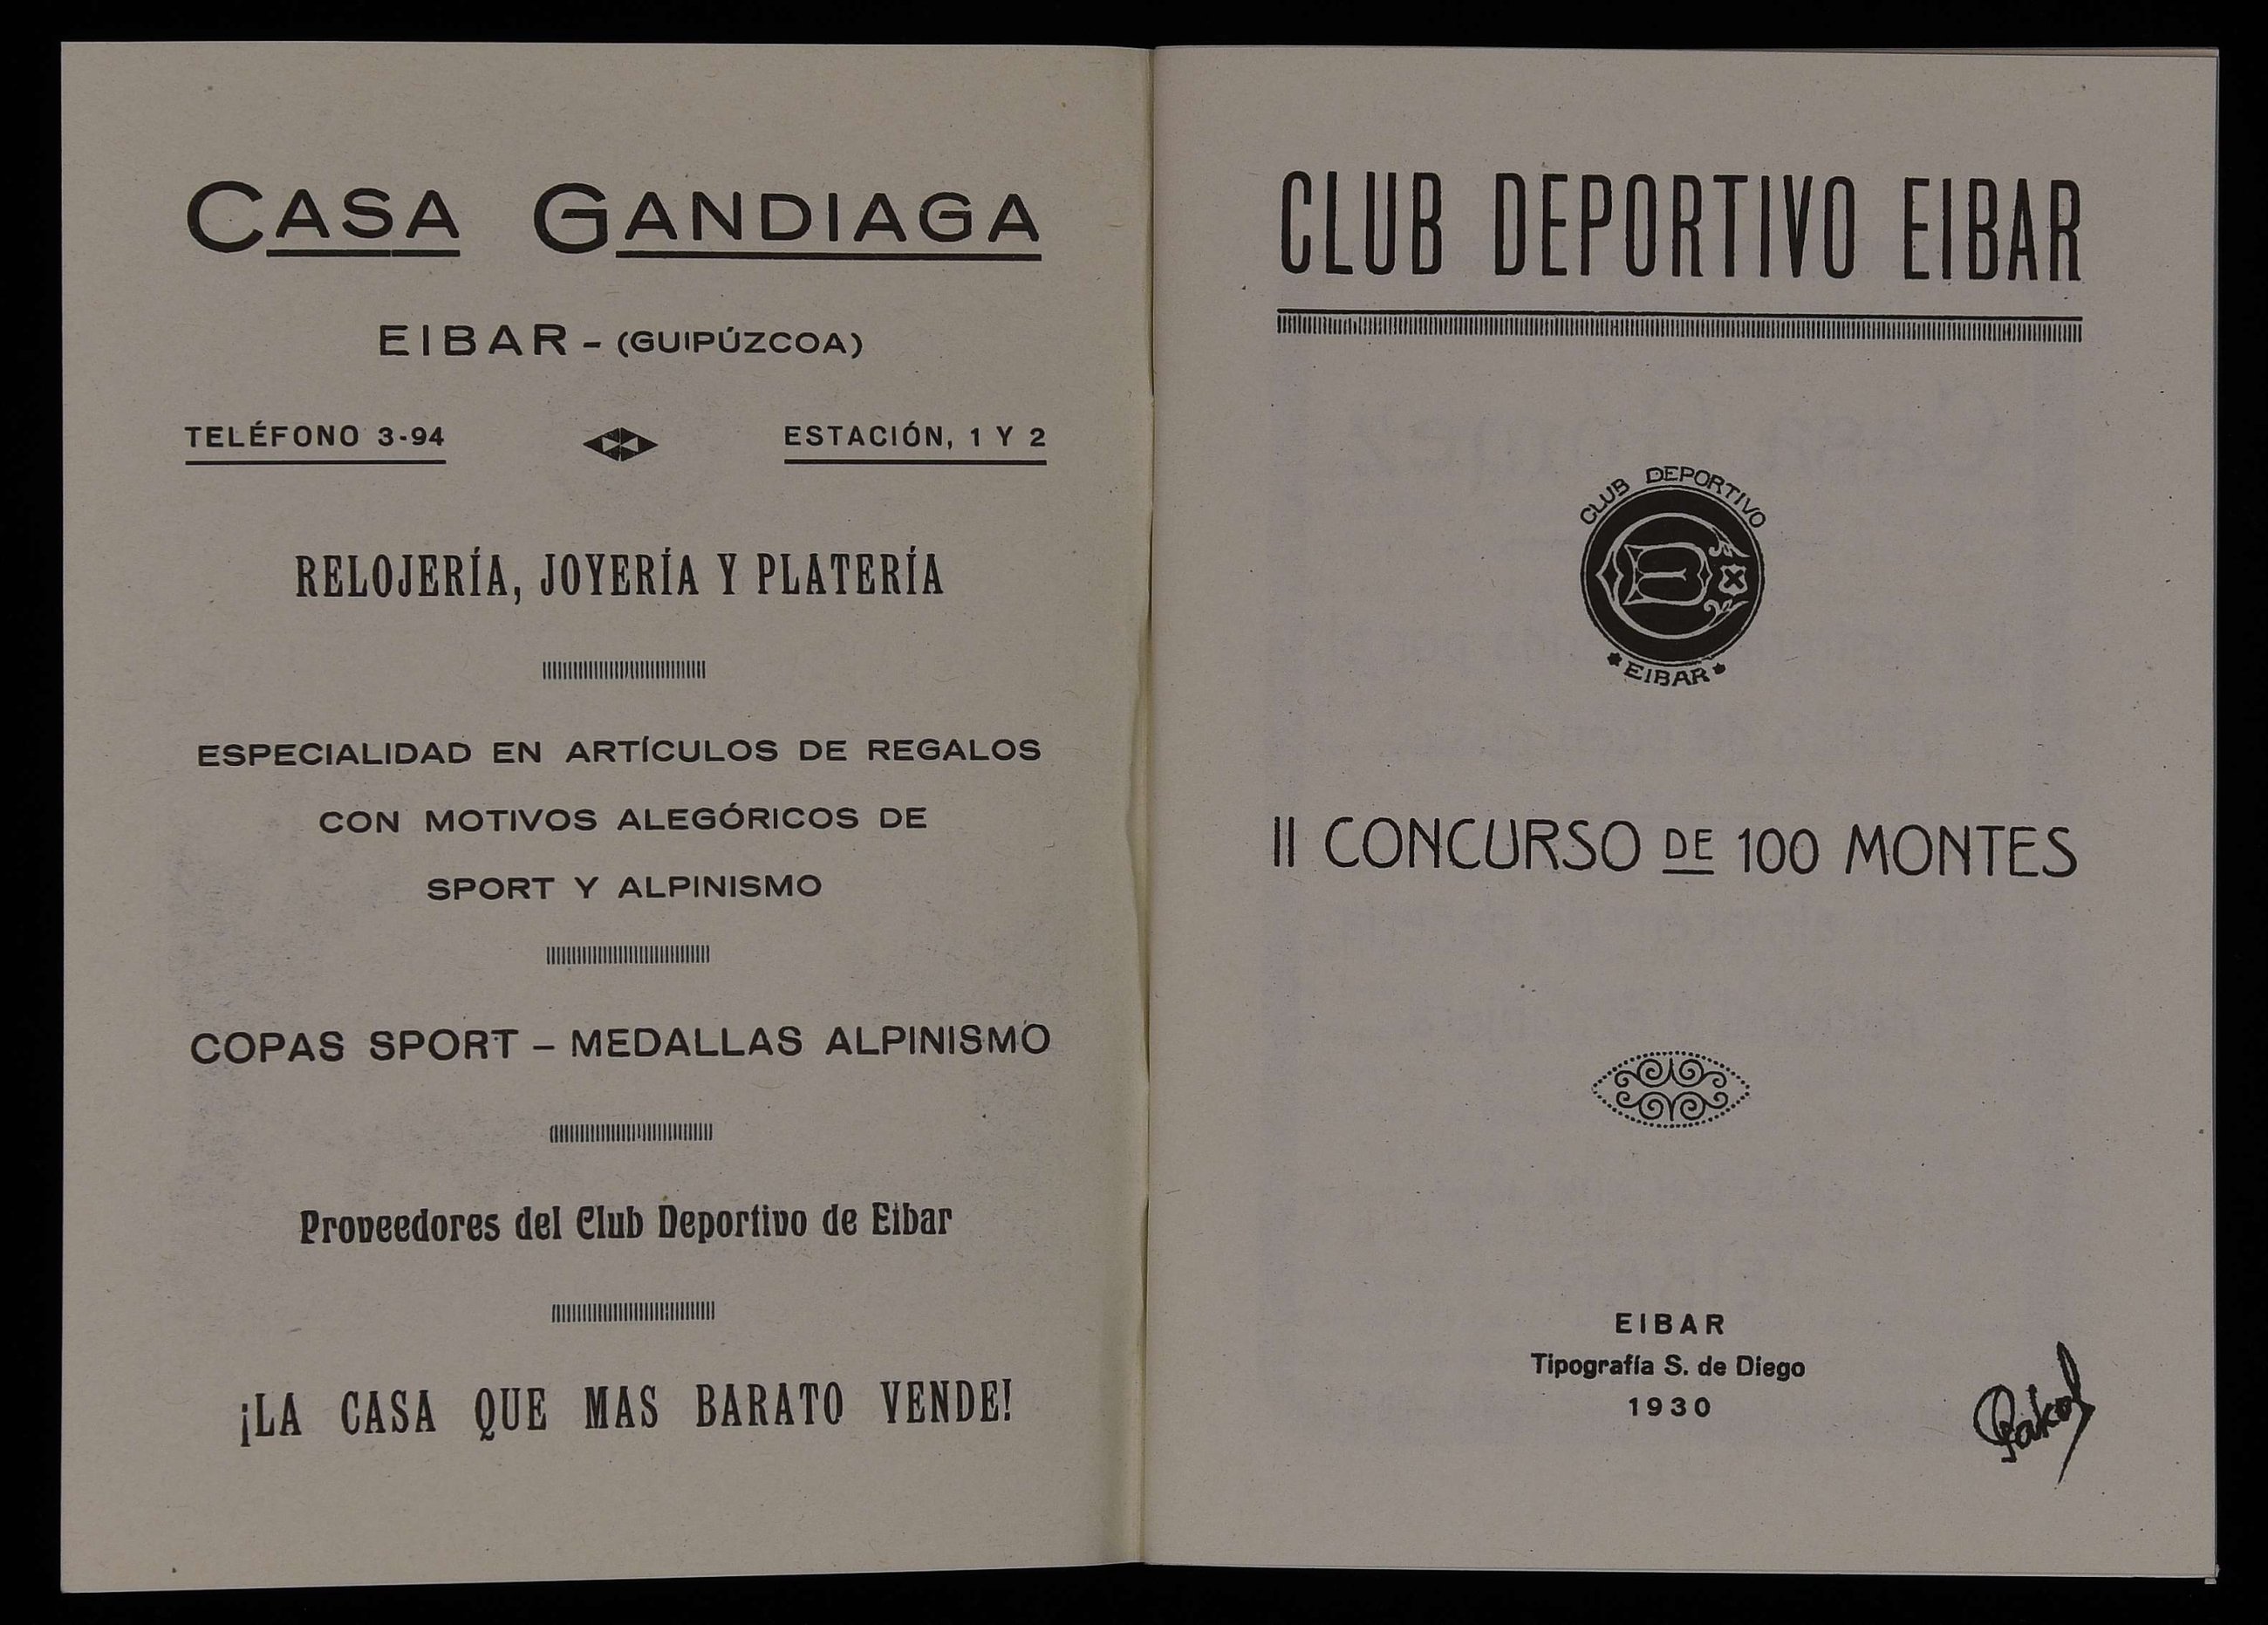 CASA GANDIAGA
EIBAR - (GUIPÚZCOA)
TELÉFONO 3-94
ESTACIÓN, 1 Y 2
RELOJERÍA, JOYERÍA Y PLATERÍA
ESPECIALIDAD EN ARTÍCULOS DE REGALOS
CON MOTIVOS ALEGÓRICOS DE
SPORT Y ALPINISMO
COPAS SPORT – MEDALLAS ALPINISMO
Proveedores del Club Deportivo de Eibar
¡LA CASA QUE MAS BARATO VENDE!
CLUB DEPORTIVO EIBAR
CLUB DEPORTIVO
EIBAR
II CONCURSO DE 100 MONTES
EIBAR
Tipografía S. de Diego
1930